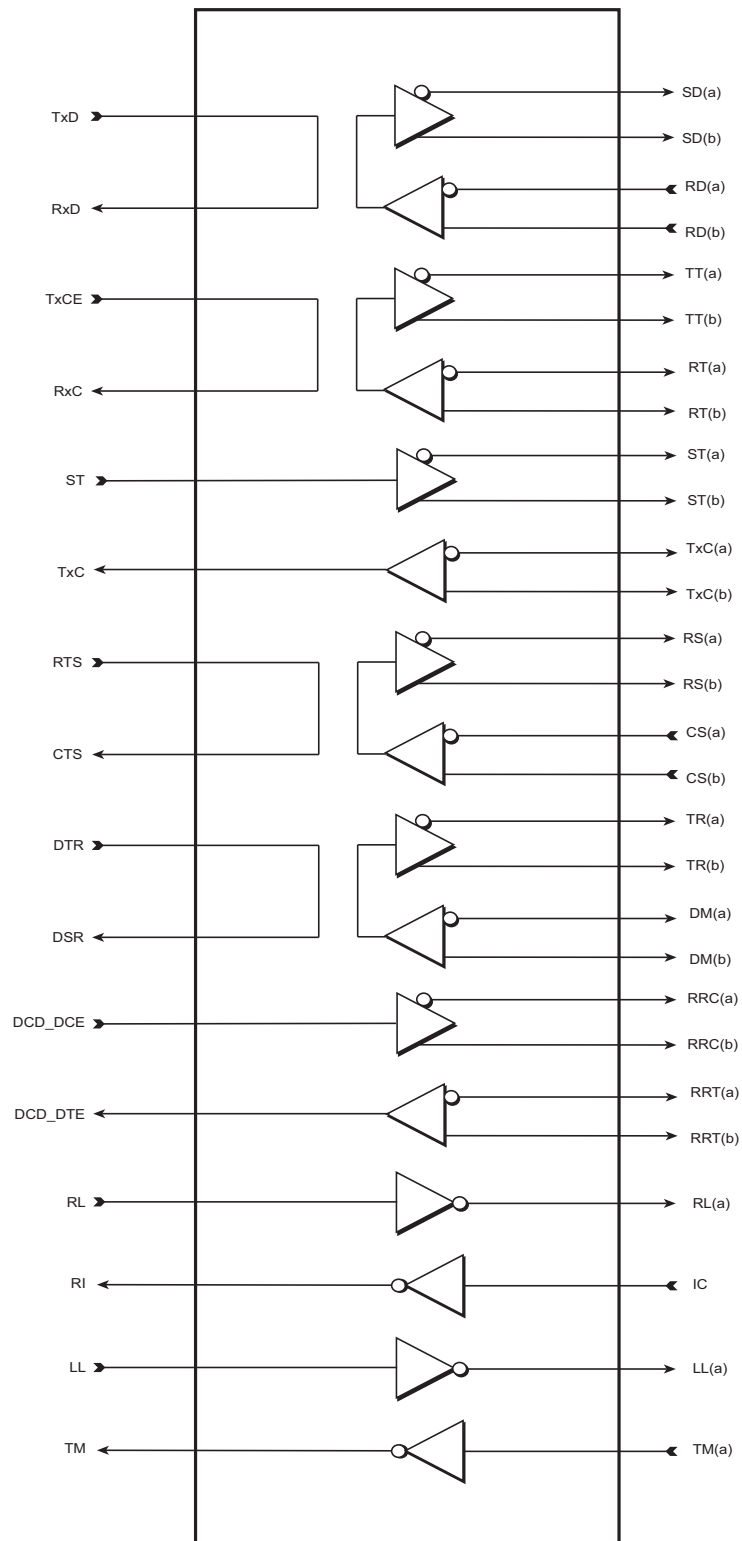 TxD
SD(a)
SD(b)
RxD
RD(a)
RD(b)
TxCE
TT(a)
TT(b)
RxC
RT(a)
RT(b)
ST
ST(a)
ST(b)
TxC
TxC(a)
TxC(b)
RTS
RS(a)
RS(b)
CTS
CS(a)
CS(b)
DTR
TR(a)
TR(b)
DSR
DM(a)
DM(b)
DCD_DCE
RRC(a)
RRC(b)
DCD_DTE
RRT(a)
RRT(b)
RL
RL(a)
RI
IC
LL
LL(a)
TM
TM(a)